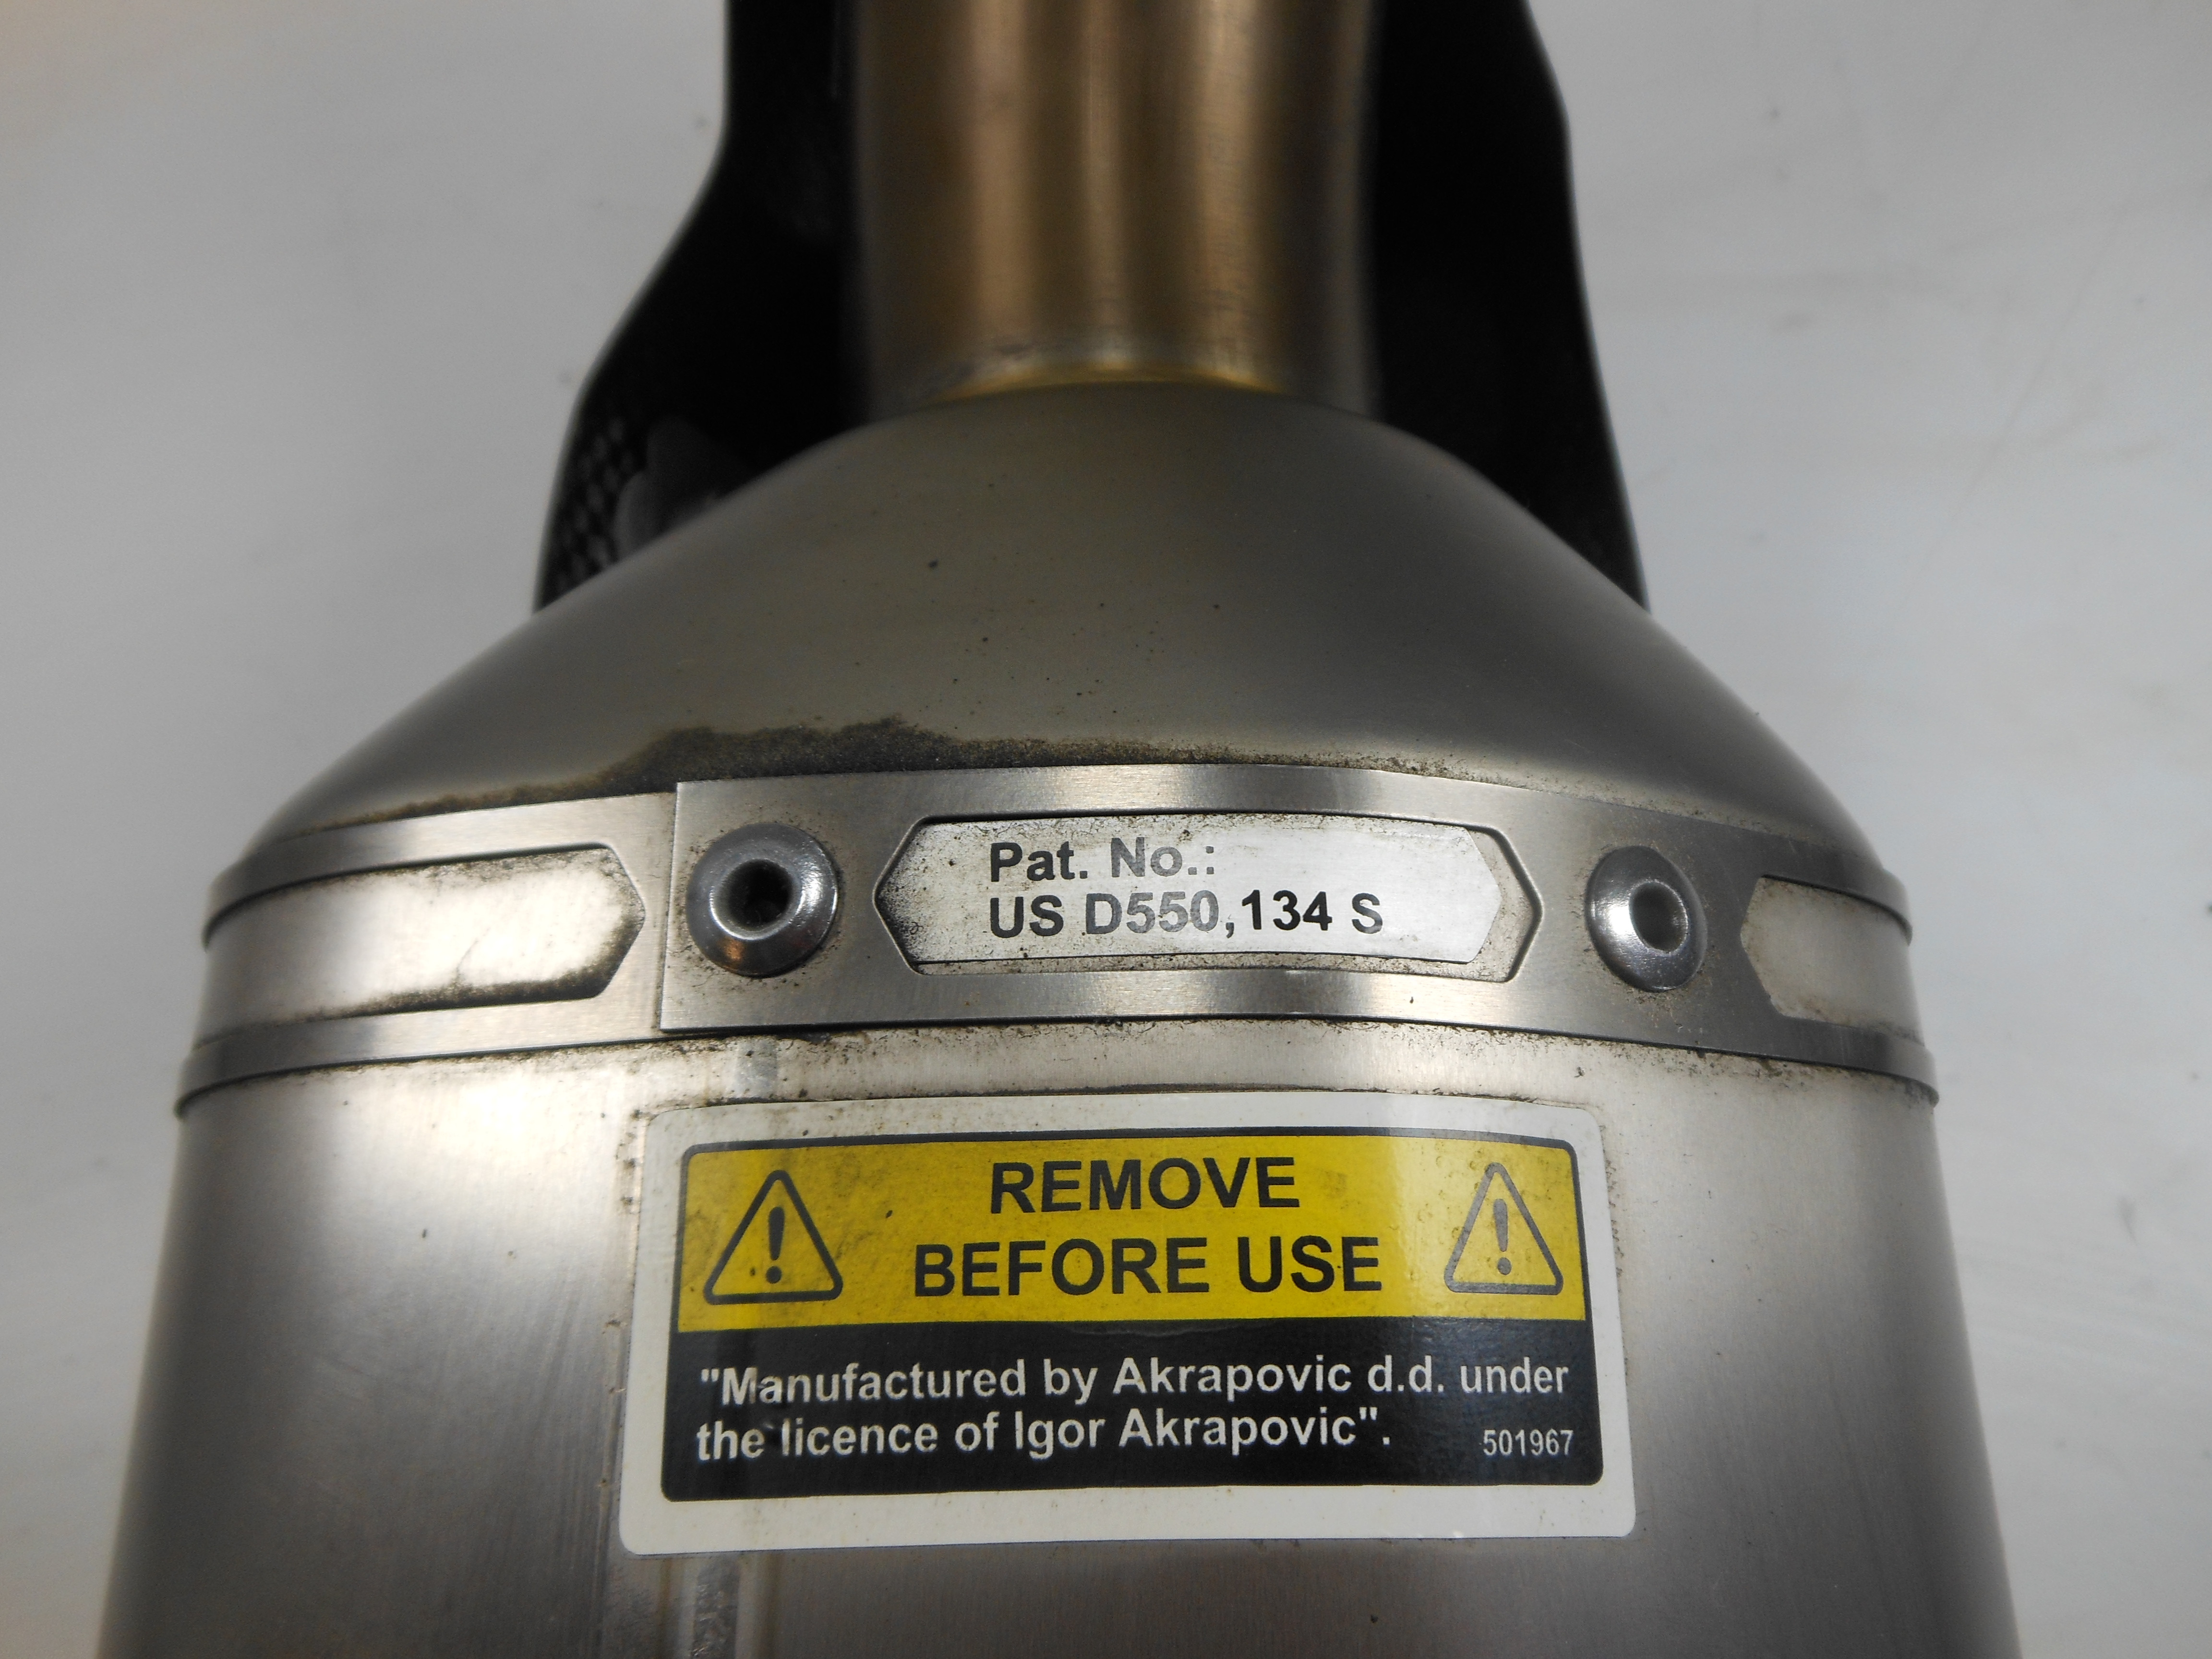 Pat. No.:
US D550,134 S
REMOVE
BEFORE USE
"Manufactured by Akrapovic d.d. under
the licence of Igor Akrapovic".
501967